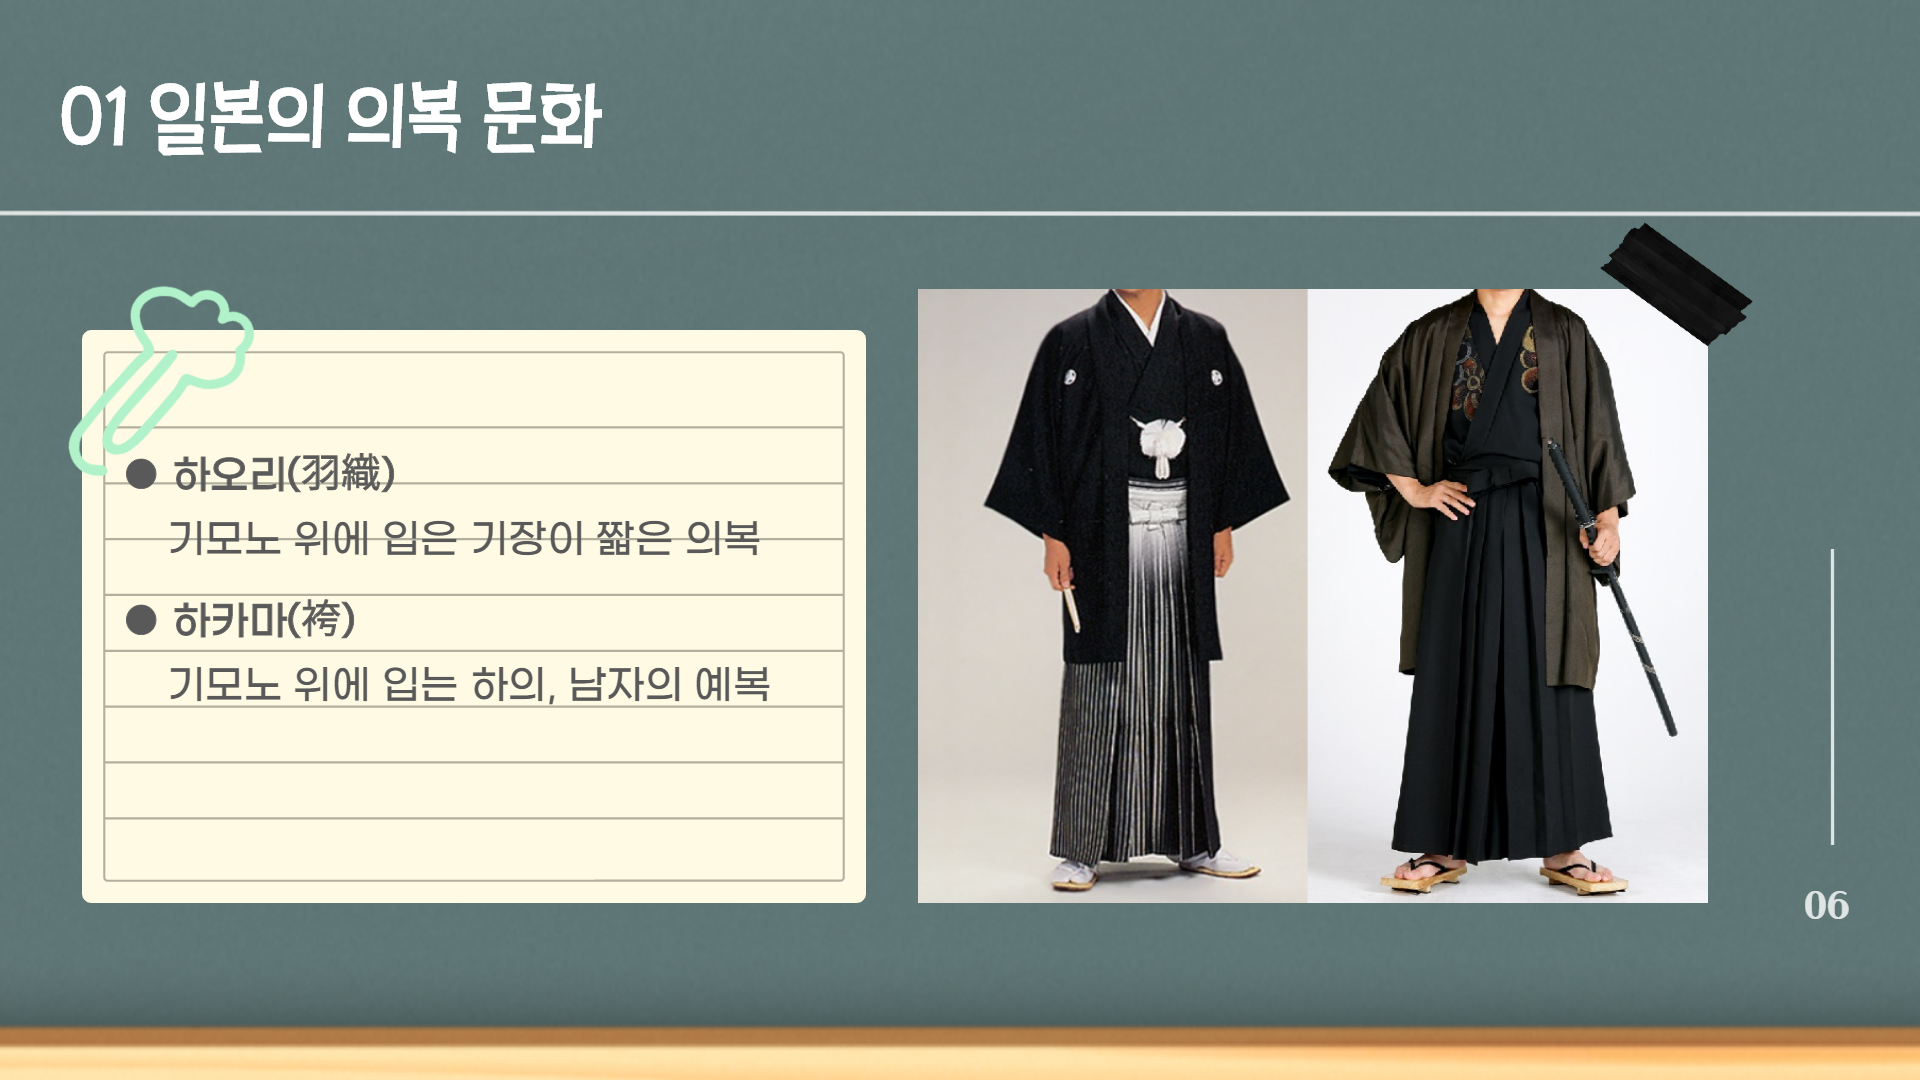 01 일본의 의복 문화
● 하오리(羽織)
기모노 위에 입은 기장이 짧은 의복
● 하카마(袴)
기모노 위에 입는 하의, 남자의 예복
06